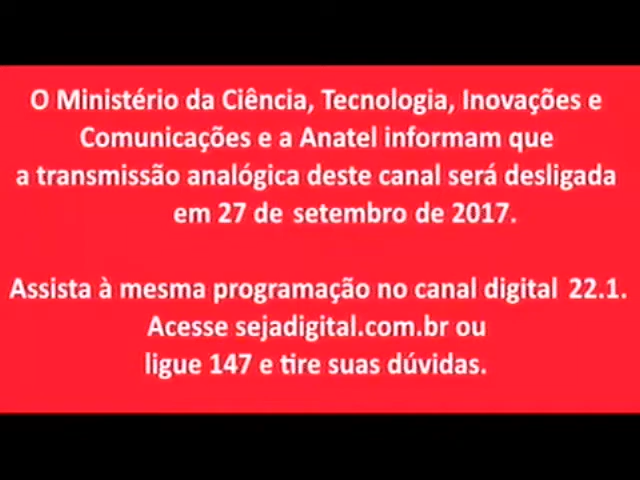 O Ministério da Ciência, Tecnologia, Inovações e
Comunicações e a Anatel informam que
a transmissão analógica deste canal será desligada
em 27 de setembro de 2017.
Assista à mesma programação no canal digital 22.1.
Acesse sejadigital.com.br ou
ligue 147 e tire suas dúvidas.